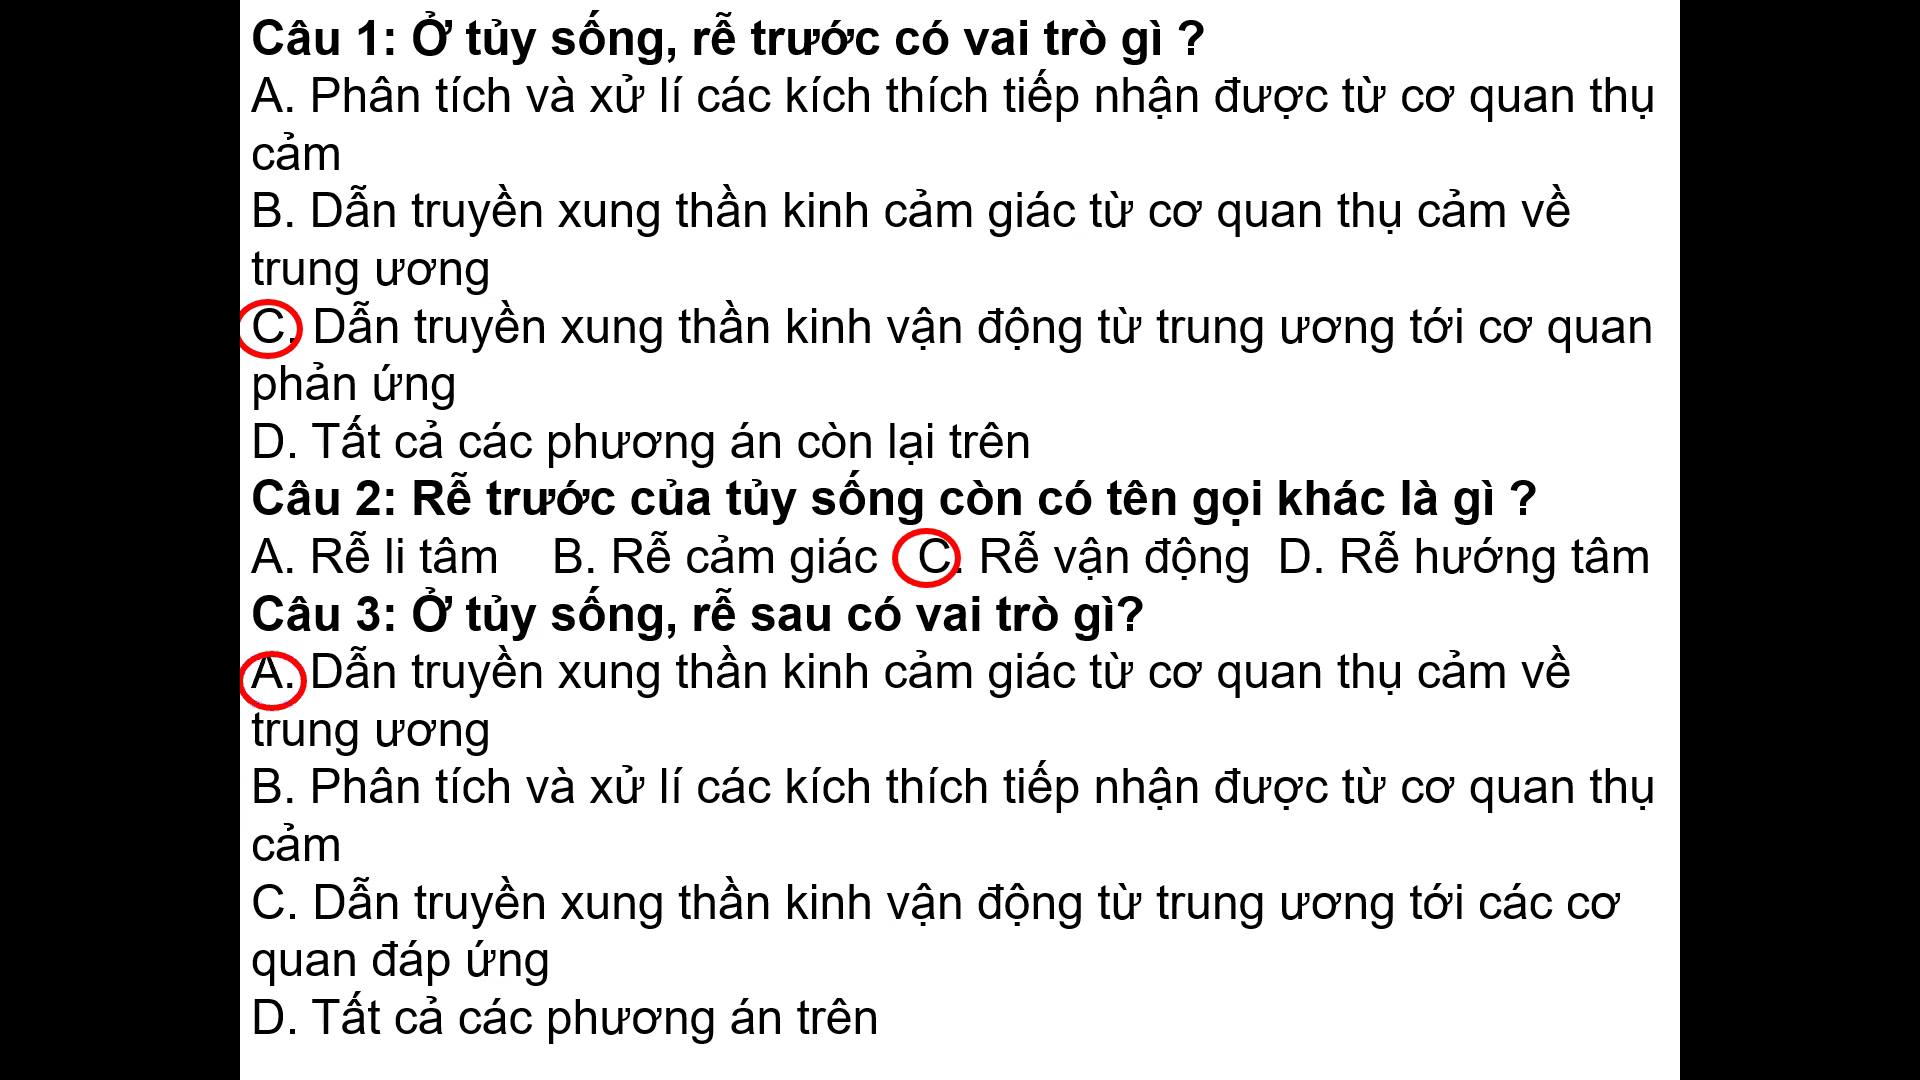 Câu 1: Ở tủy sống, rễ trước có vai trò gì ?
A. Phân tích và xử lí các kích thích tiếp nhận được từ cơ quan thụ
cảm
B. Dẫn truyền xung thần kinh cảm giác từ cơ quan thụ cảm về
trung ương
C. Dẫn truyền xung thần kinh vận động từ trung ương tới cơ quan
phản ứng
D. Tất cả các phương án còn lại trên
Câu 2: Rễ trước của tủy sống còn có tên gọi khác là gì ?
A. Rễ li tâm B. Rễ cảm giác C. Rễ vận động D. Rễ hướng tâm
Câu 3: Ở tủy sống, rễ sau có vai trò gì?
A. Dẫn truyền xung thần kinh cảm giác từ cơ quan thụ cảm về
trung ương
B. Phân tích và xử lí các kích thích tiếp nhận được từ cơ quan thụ
cảm
C. Dẫn truyền xung thần kinh vận động từ trung ương tới các cơ
quan đáp ứng
D. Tất cả các phương án trên